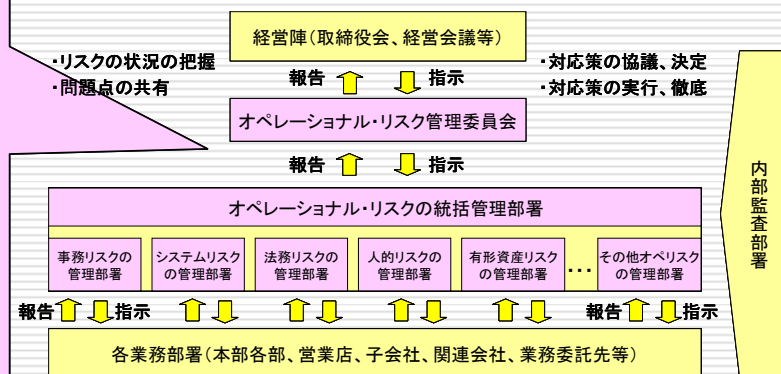 経営陣（取締役会、経営会議等）
・リスクの状況の把握
・問題点の共有
報告
指示
・対応策の協議、決定
・対応策の実行、徹底
オペレーショナル・リスク管理委員会
報告
指示
オペレーショナル・リスクの統括管理部署
事務リスクの
管理部署
システムリスク
の管理部署
法務リスクの
管理部署
人的リスクの
管理部署
有形資産リスク
の管理部署
…
その他オペリスク
の管理部署
報告
指示
報告
指示
各業務部署（本部各部、営業店、子会社、関連会社、業務委託先等）
内部監査部署